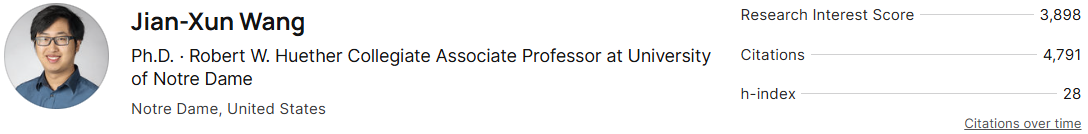 Jian-Xun Wang
Ph.D. · Robert W. Huether Collegiate Associate Professor at University
of Notre Dame
Notre Dame, United States
Research Interest Score 3,898
Citations 4,791
h-index 28
Citations over time